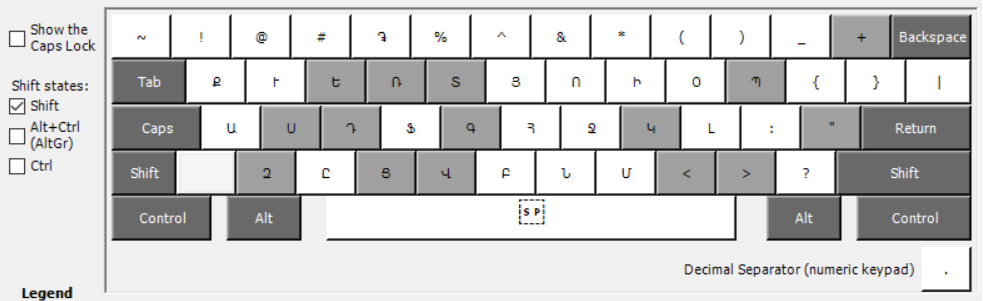 Show the
Caps Lock
Shift states:
Shift
Alt+Ctrl
(AltGr)
Ctrl
Legend
~ ! @ # ֏ % ^ & * ( ) _ + Backspace
Tab Ք Ւ Ե Ռ Տ Յ Ո Ի Օ Պ { } |
Caps Ա Ս Դ Ֆ Գ Հ Ջ Կ Լ : " Return
Shift Զ Ը Ց Վ Բ Ն Մ < > ? Shift
Control Alt SP Alt Control
Decimal Separator (numeric keypad) .